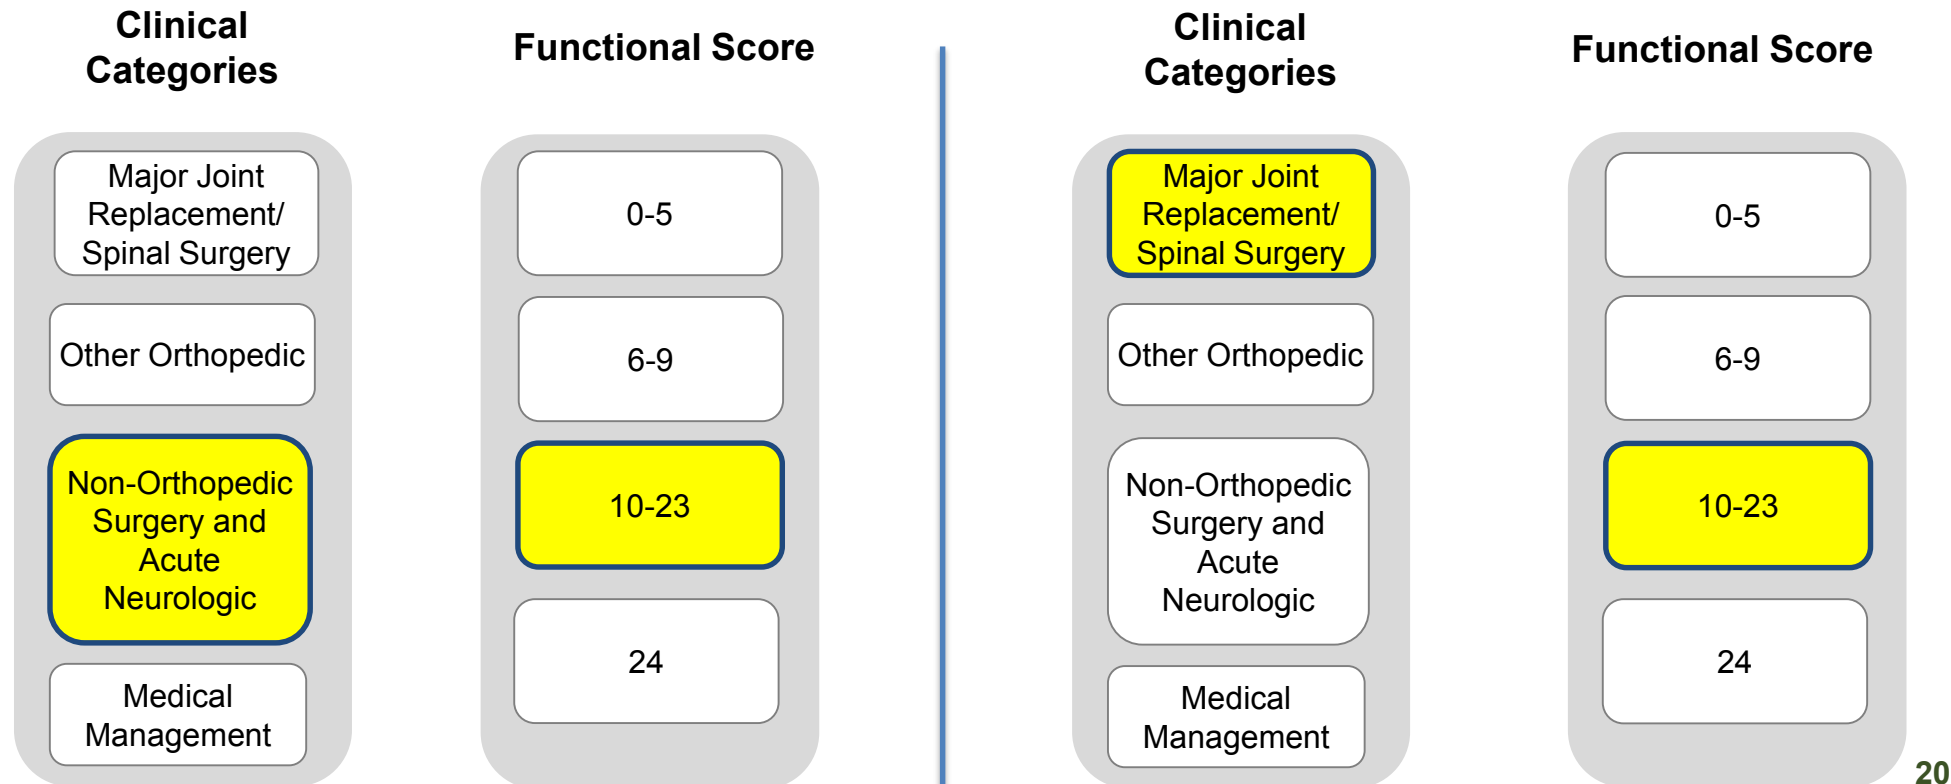 Clinical
Categories
Functional Score
Major Joint
Replacement/
Spinal Surgery
Other Orthopedic
Non-Orthopedic
Surgery and
Acute
Neurologic
Medical
Management
0-5
6-9
10-23
24
Clinical
Categories
Functional Score
Major Joint
Replacement/
Spinal Surgery
Other Orthopedic
Non-Orthopedic
Surgery and
Acute
Neurologic
Medical
Management
0-5
6-9
10-23
24
20